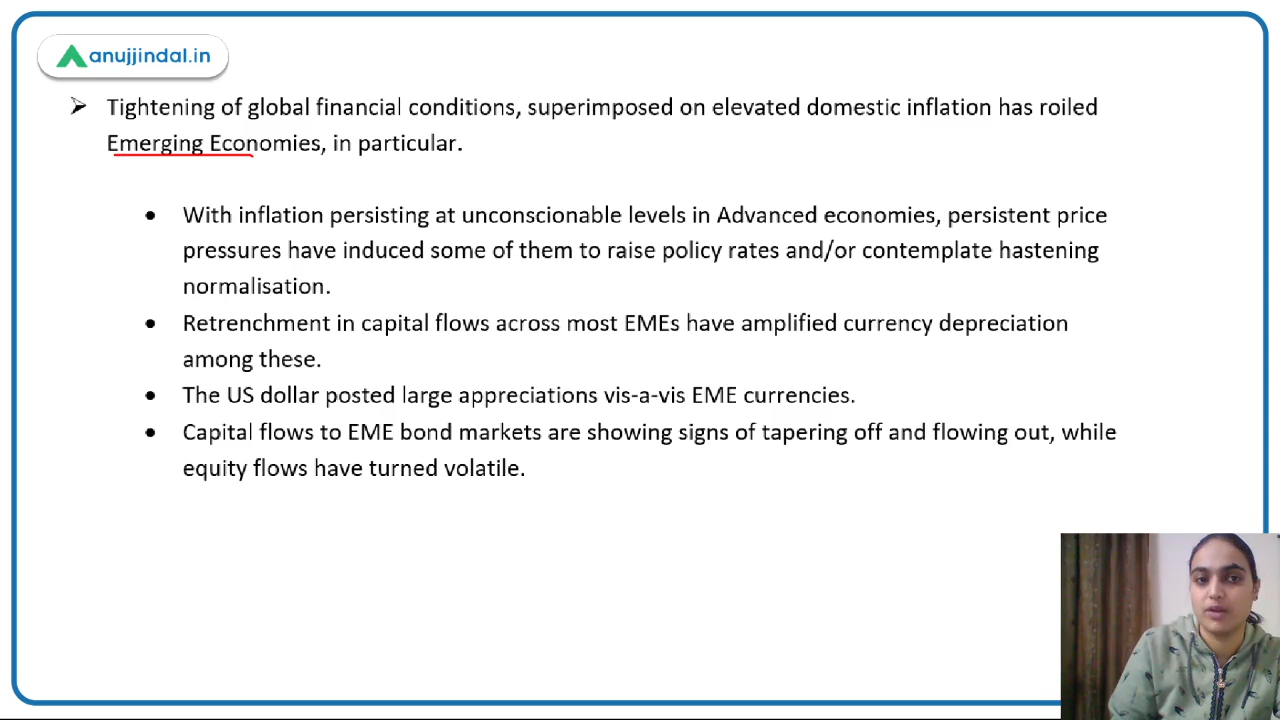 anujjindal.in
Tightening of global financial conditions, superimposed on elevated domestic inflation has roiled
Emerging Economies, in particular.
With inflation persisting at unconscionable levels in Advanced economies, persistent price
pressures have induced some of them to raise policy rates and/or contemplate hastening
normalisation.
Retrenchment in capital flows across most EMEs have amplified currency depreciation
among these.
The US dollar posted large appreciations vis-a-vis EME currencies.
Capital flows to EME bond markets are showing signs of tapering off and flowing out, while
equity flows have turned volatile.